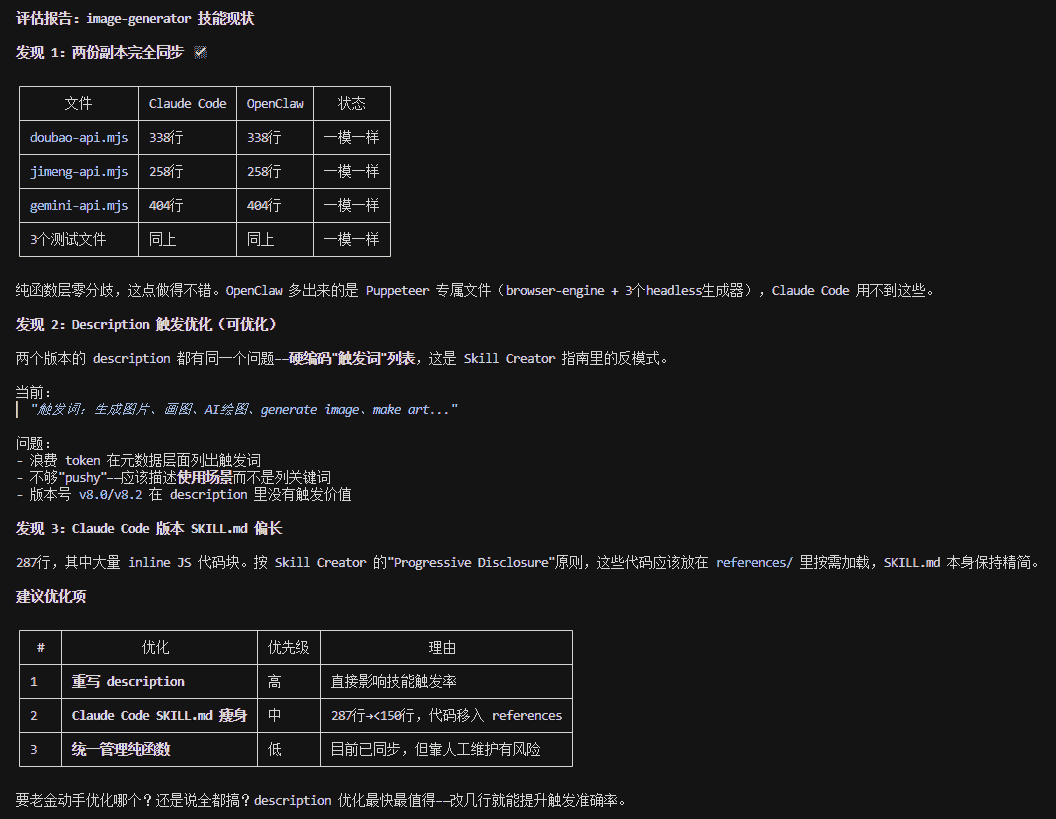 评估报告：image-generator 技能现状
发现 1：两份副本完全同步 ✅
文件 Claude Code OpenClaw 状态
doubao-api.mjs 338行 338行 一模一样
jimeng-api.mjs 258行 258行 一模一样
gemini-api.mjs 404行 404行 一模一样
3个测试文件 同上 同上 一模一样
纯函数层零分歧，这点做得不错。OpenClaw 多出来的是 Puppeteer 专属文件（browser-engine + 3个headless生成器），Claude Code 用不到这些。
发现 2：Description 触发优化（可优化）
两个版本的 description 都有同一个问题——硬编码"触发词"列表，这是 Skill Creator 指南里的反模式。
当前：
"触发词：生成图片、画图、AI绘图、generate image、make art..."
问题：
- 浪费 token 在元数据层面列出触发词
- 不够"pushy"——应该描述使用场景而不是列关键词
- 版本号 v8.0/v8.2 在 description 里没有触发价值
发现 3：Claude Code 版本 SKILL.md 偏长
287行，其中大量 inline JS 代码块。按 Skill Creator 的"Progressive Disclosure"原则，这些代码应该放在 references/ 里按需加载，SKILL.md 本身保持精简。
建议优化项
# 优化 优先级 理由
1 重写 description 高 直接影响技能触发率
2 Claude Code SKILL.md 瘦身 中 287行→<150行，代码移入 references
3 统一管理纯函数 低 目前已同步，但靠人工维护有风险
要老金动手优化哪个？还是说全都搞？description 优化最快最值得——改几行就能提升触发准确率。